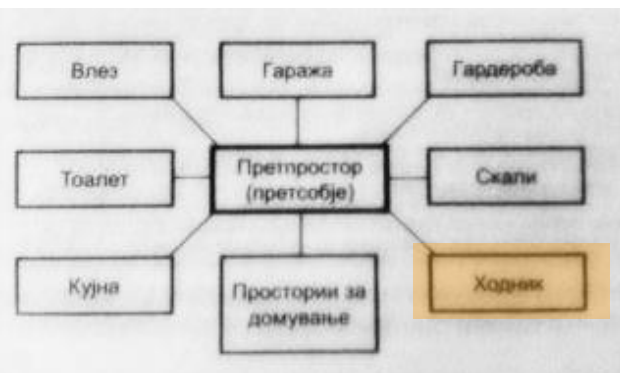 Влез
Гаража
Гардероба
Тоалет
Претпростор
(претсобје)
Скали
Кујна
Простории за
домување
Ходник